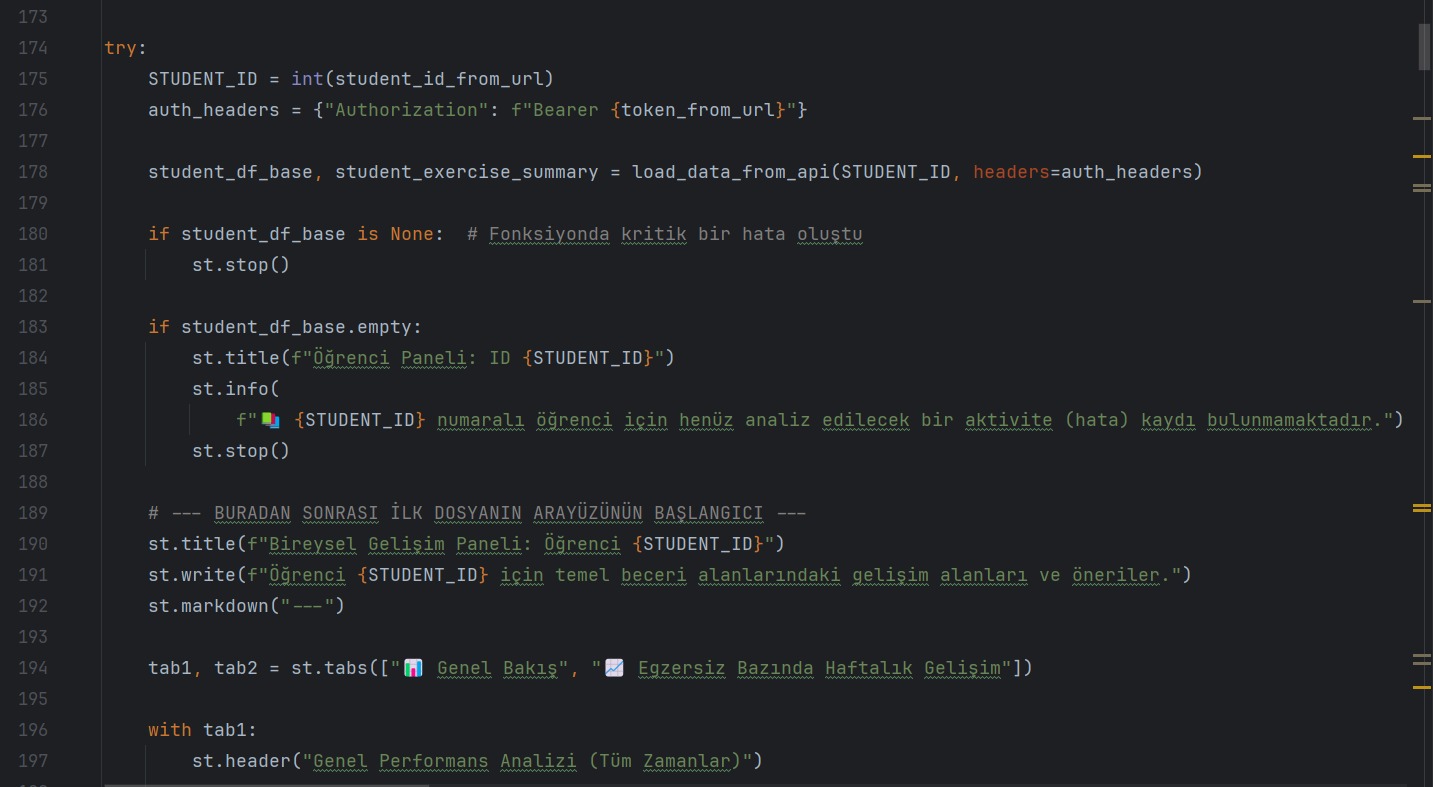 173
174 try:
175     STUDENT_ID = int(student_id_from_url)
176     auth_headers = {"Authorization": f"Bearer {token_from_url}"}
177
178     student_df_base, student_exercise_summary = load_data_from_api(STUDENT_ID, headers=auth_headers)
179
180     if student_df_base is None:  # Fonksiyonda kritik bir hata oluştu
181         st.stop()
182
183     if student_df_base.empty:
184         st.title(f"Öğrenci Paneli: ID {STUDENT_ID}")
185         st.info(
186             f"📚 {STUDENT_ID} numaralı öğrenci için henüz analiz edilecek bir aktivite (hata) kaydı bulunmamaktadır.")
187         st.stop()
188
189     # --- BURADAN SONRASI İLK DOSYANIN ARAYÜZÜNÜN BAŞLANGICI ---
190     st.title(f"Bireysel Gelişim Paneli: Öğrenci {STUDENT_ID}")
191     st.write(f"Öğrenci {STUDENT_ID} için temel beceri alanlarındaki gelişim alanları ve öneriler.")
192     st.markdown("---")
193
194     tab1, tab2 = st.tabs(["📊 Genel Bakış", "📈 Egzersiz Bazında Haftalık Gelişim"])
195
196     with tab1:
197         st.header("Genel Performans Analizi (Tüm Zamanlar)")